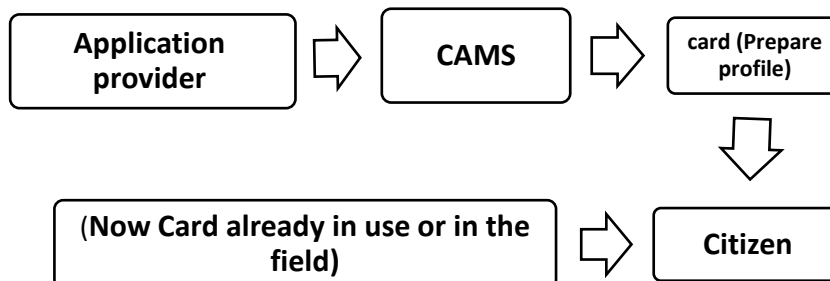 Application
provider
CAMS
card (Prepare
profile)
(Now Card already in use or in the
field)
Citizen